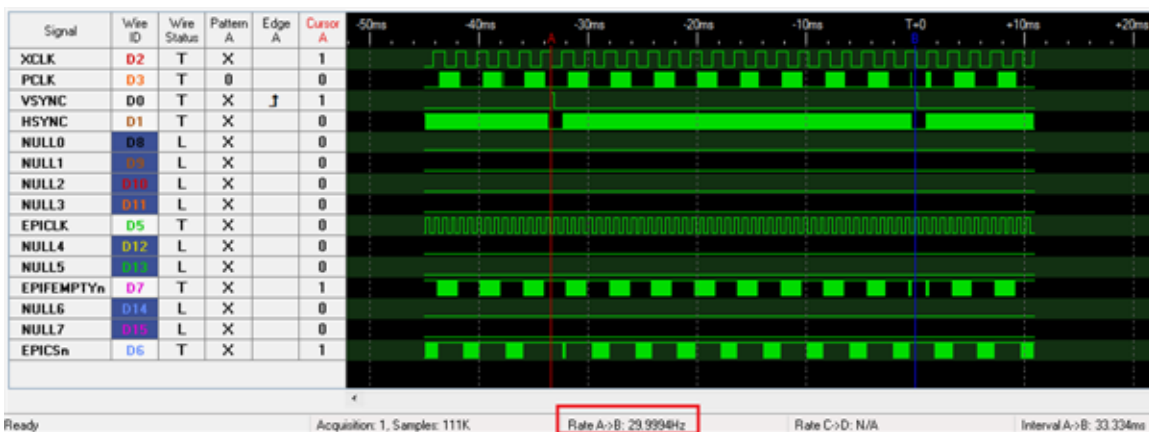 Signal Wire ID Wire Status Pattern A Edge A Cursor A -50ms -40ms -30ms -20ms -10ms T+0 +10ms +20ms
A B
XCLK D2 T X 1
PCLK D3 T 0 0
VSYNC D0 T X 1
HSYNC D1 T X 0
NULL0 D8 L X 0
NULL1 D9 L X 0
NULL2 D10 L X 0
NULL3 D11 L X 0
EPICLK D5 T X 0
NULL4 D12 L X 0
NULL5 D13 L X 0
EPIFEMPTYn D7 T X 1
NULL6 D14 L X 0
NULL7 D15 L X 0
EPICSn D6 T X 1
Ready Acquisition: 1, Samples: 111K Rate A->B: 29.9994Hz Rate C->D: N/A Interval A->B: 33.334ms